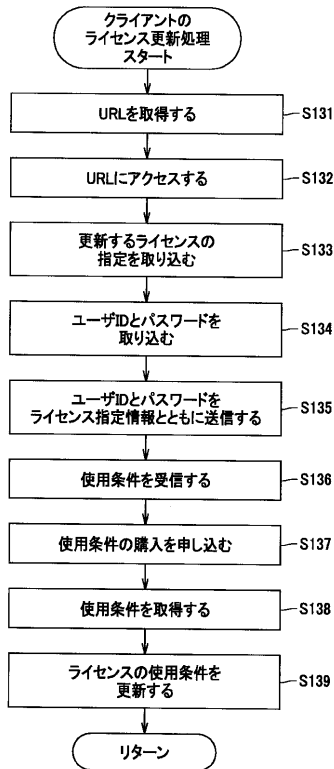 クライアントの
ライセンス更新処理
スタート
URLを取得する
S131
URLにアクセスする
S132
更新するライセンスの
指定を取り込む
S133
ユーザIDとパスワードを
取り込む
S134
ユーザIDとパスワードを
ライセンス指定情報とともに送信する
S135
使用条件を受信する
S136
使用条件の購入を申し込む
S137
使用条件を取得する
S138
ライセンスの使用条件を
更新する
S139
リターン